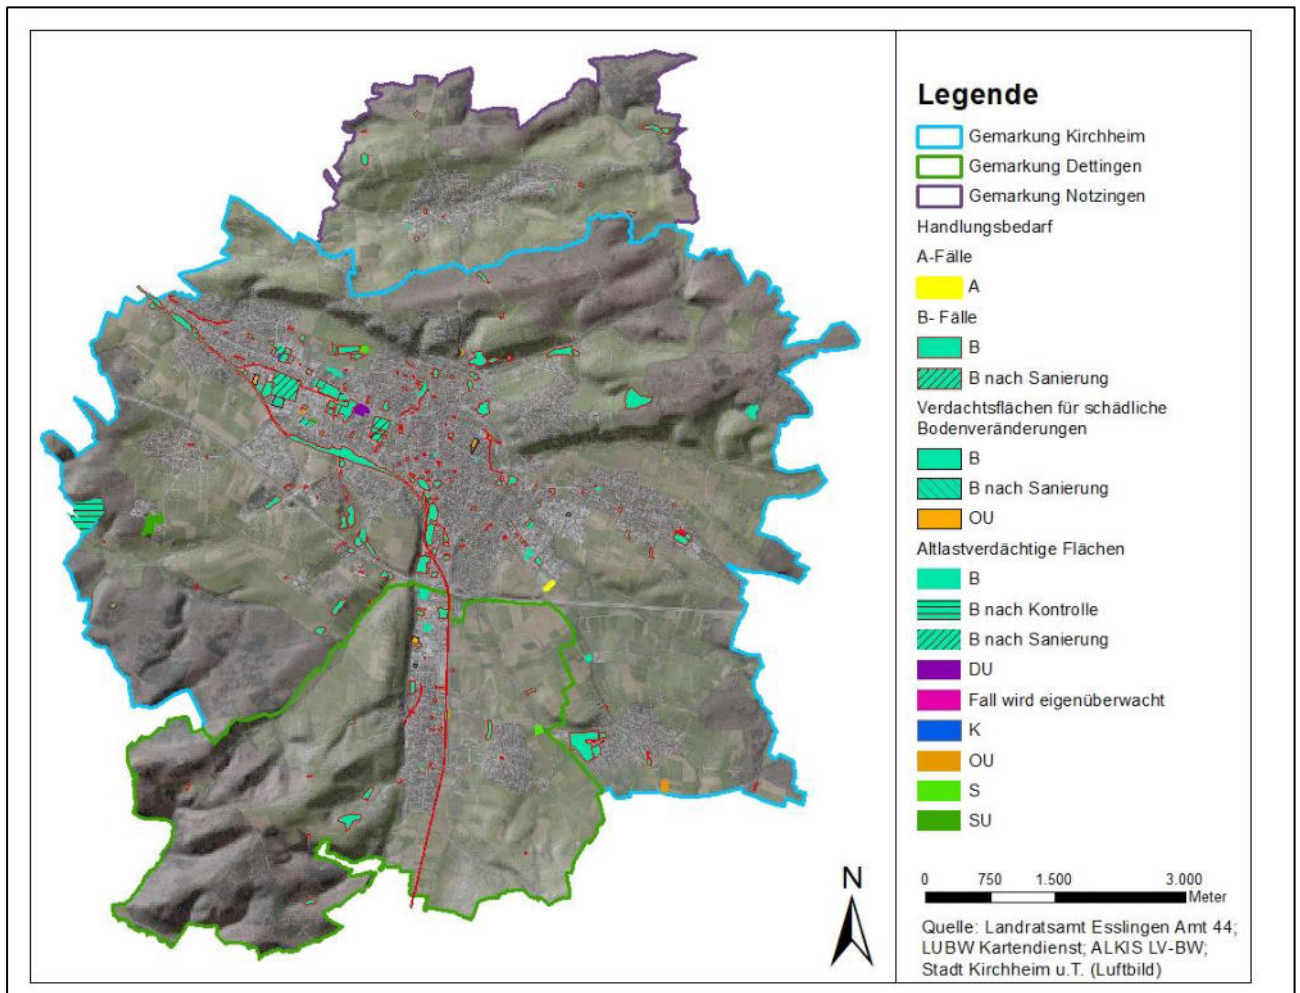 Legende
Gemarkung Kirchheim
Gemarkung Dettingen
Gemarkung Notzingen
Handlungsbedarf
A-Fälle
A
B- Fälle
B
B nach Sanierung
Verdachtsflächen für schädliche
Bodenveränderungen
B
B nach Sanierung
OU
Altlastverdächtige Flächen
B
B nach Kontrolle
B nach Sanierung
DU
Fall wird eigenüberwacht
K
OU
S
SU
N
0 750 1.500 3.000
Meter
Quelle: Landratsamt Esslingen Amt 44;
LUBW Kartendienst; ALKIS LV-BW;
Stadt Kirchheim u.T. (Luftbild)